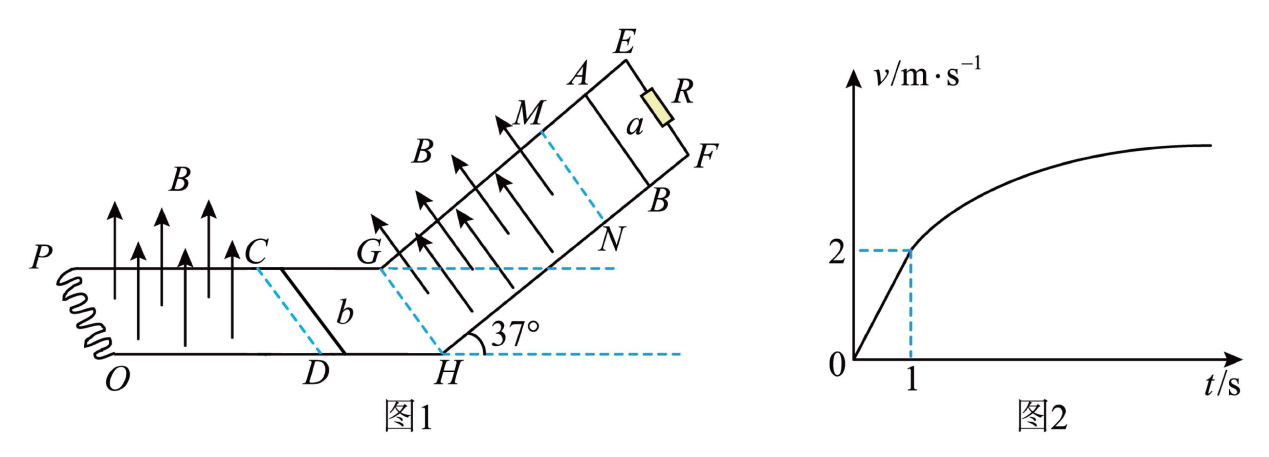 E
A
R
M
a
B
F
B
B
P
C
G
N
b
37°
O
D
H
图1
v/m·s⁻¹
2
0
1
t/s
图2